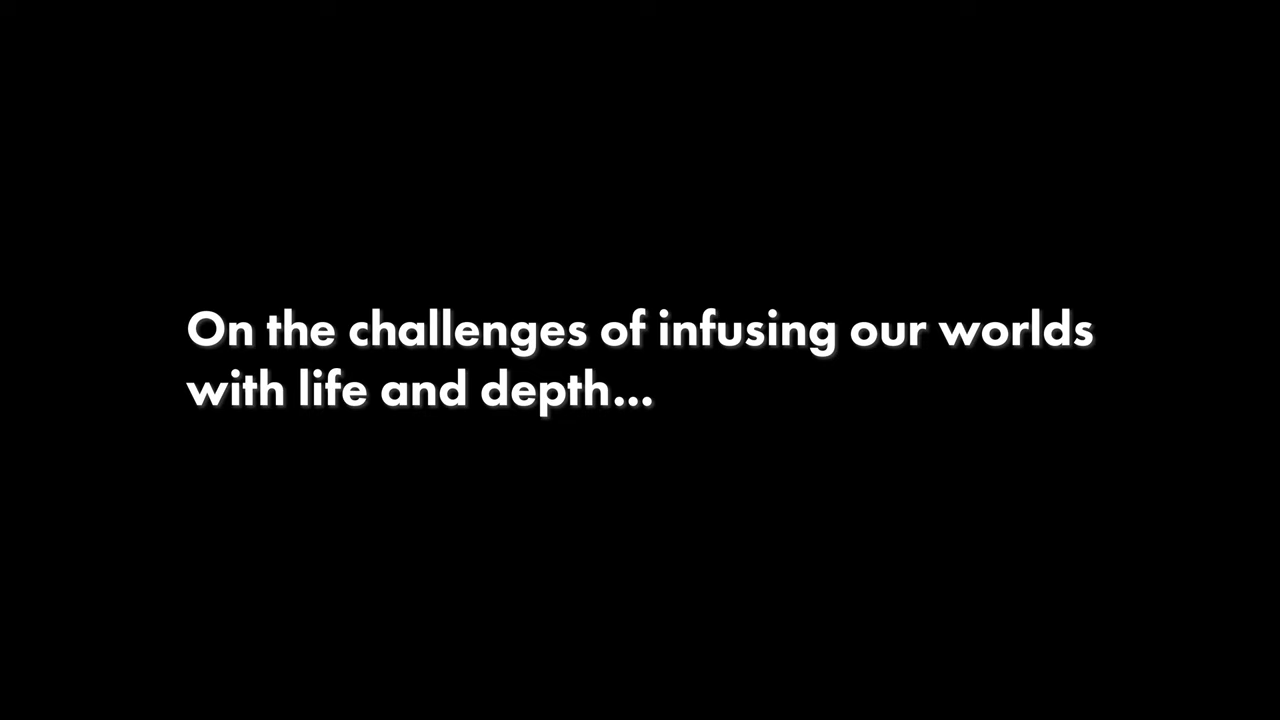 On the challenges of infusing our worlds
with life and depth...